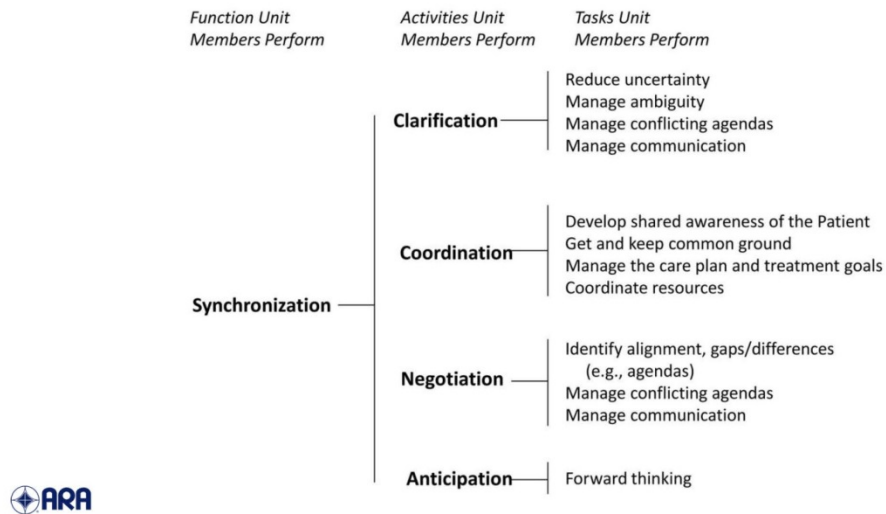 Function Unit
Members Perform
Activities Unit
Members Perform
Tasks Unit
Members Perform
Synchronization
Clarification
Reduce uncertainty
Manage ambiguity
Manage conflicting agendas
Manage communication
Coordination
Develop shared awareness of the Patient
Get and keep common ground
Manage the care plan and treatment goals
Coordinate resources
Negotiation
Identify alignment, gaps/differences
(e.g., agendas)
Manage conflicting agendas
Manage communication
Anticipation
Forward thinking
ARA